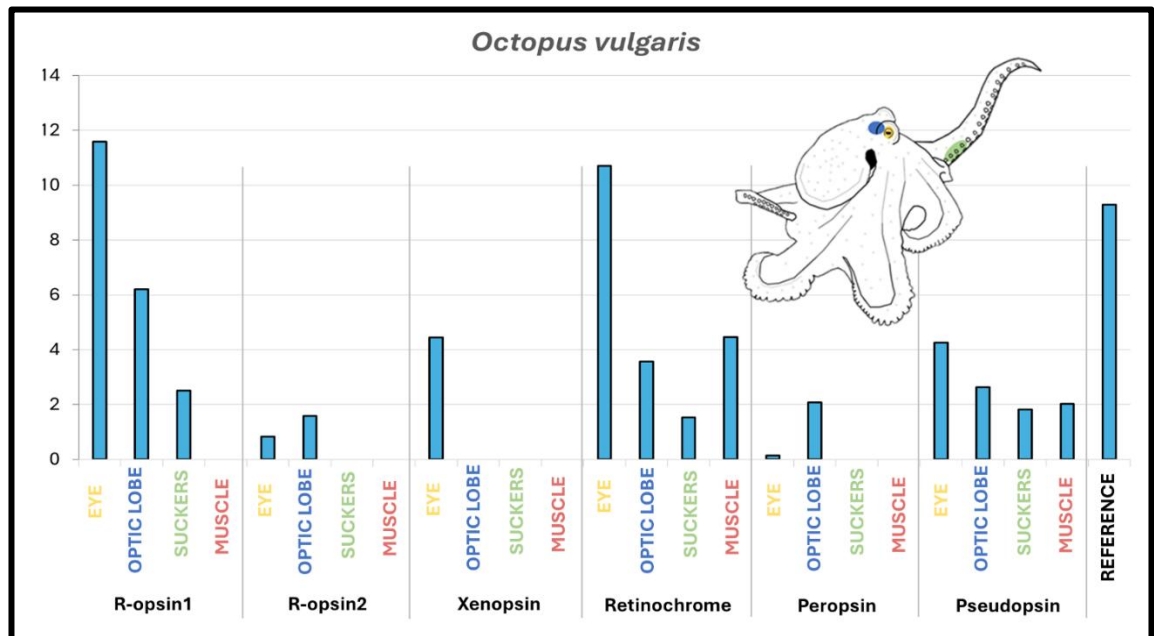 Octopus vulgaris
14
12
10
8
6
4
2
0
EYE
OPTIC LOBE
SUCKERS
MUSCLE
EYE
OPTIC LOBE
SUCKERS
MUSCLE
EYE
OPTIC LOBE
SUCKERS
MUSCLE
EYE
OPTIC LOBE
SUCKERS
MUSCLE
EYE
OPTIC LOBE
SUCKERS
MUSCLE
EYE
OPTIC LOBE
SUCKERS
MUSCLE
REFERENCE
R-opsin1
R-opsin2
Xenopsin
Retinochrome
Peropsin
Pseudopsin